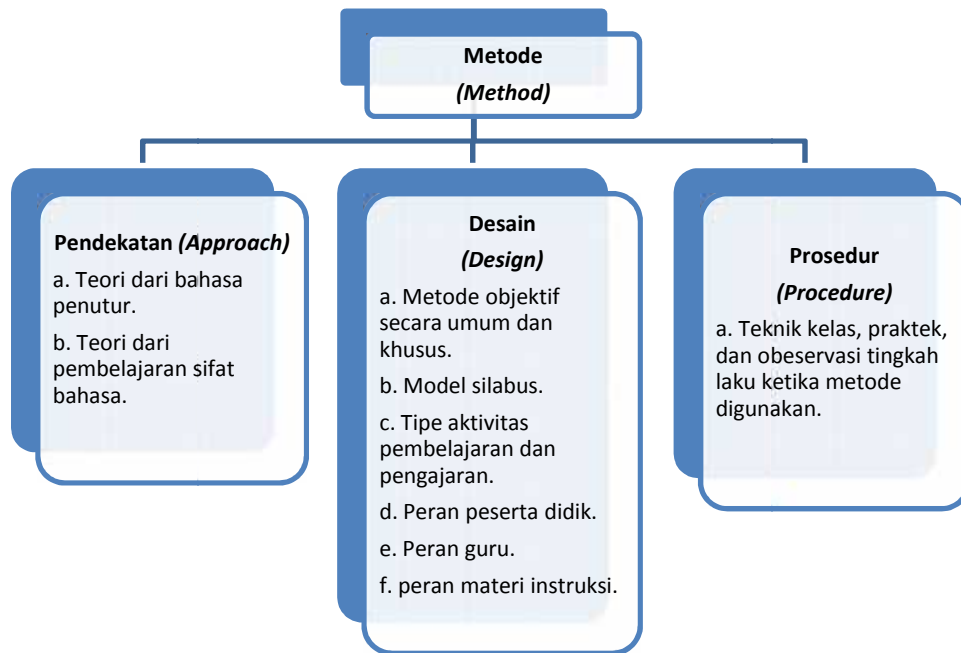 Metode
(Method)
Pendekatan (Approach)
a. Teori dari bahasa
penutur.
b. Teori dari
pembelajaran sifat
bahasa.
Desain
(Design)
a. Metode objektif
secara umum dan
khusus.
b. Model silabus.
c. Tipe aktivitas
pembelajaran dan
pengajaran.
d. Peran peserta didik.
e. Peran guru.
f. peran materi instruksi.
Prosedur
(Procedure)
a. Teknik kelas, praktek,
dan obeservasi tingkah
laku ketika metode
digunakan.